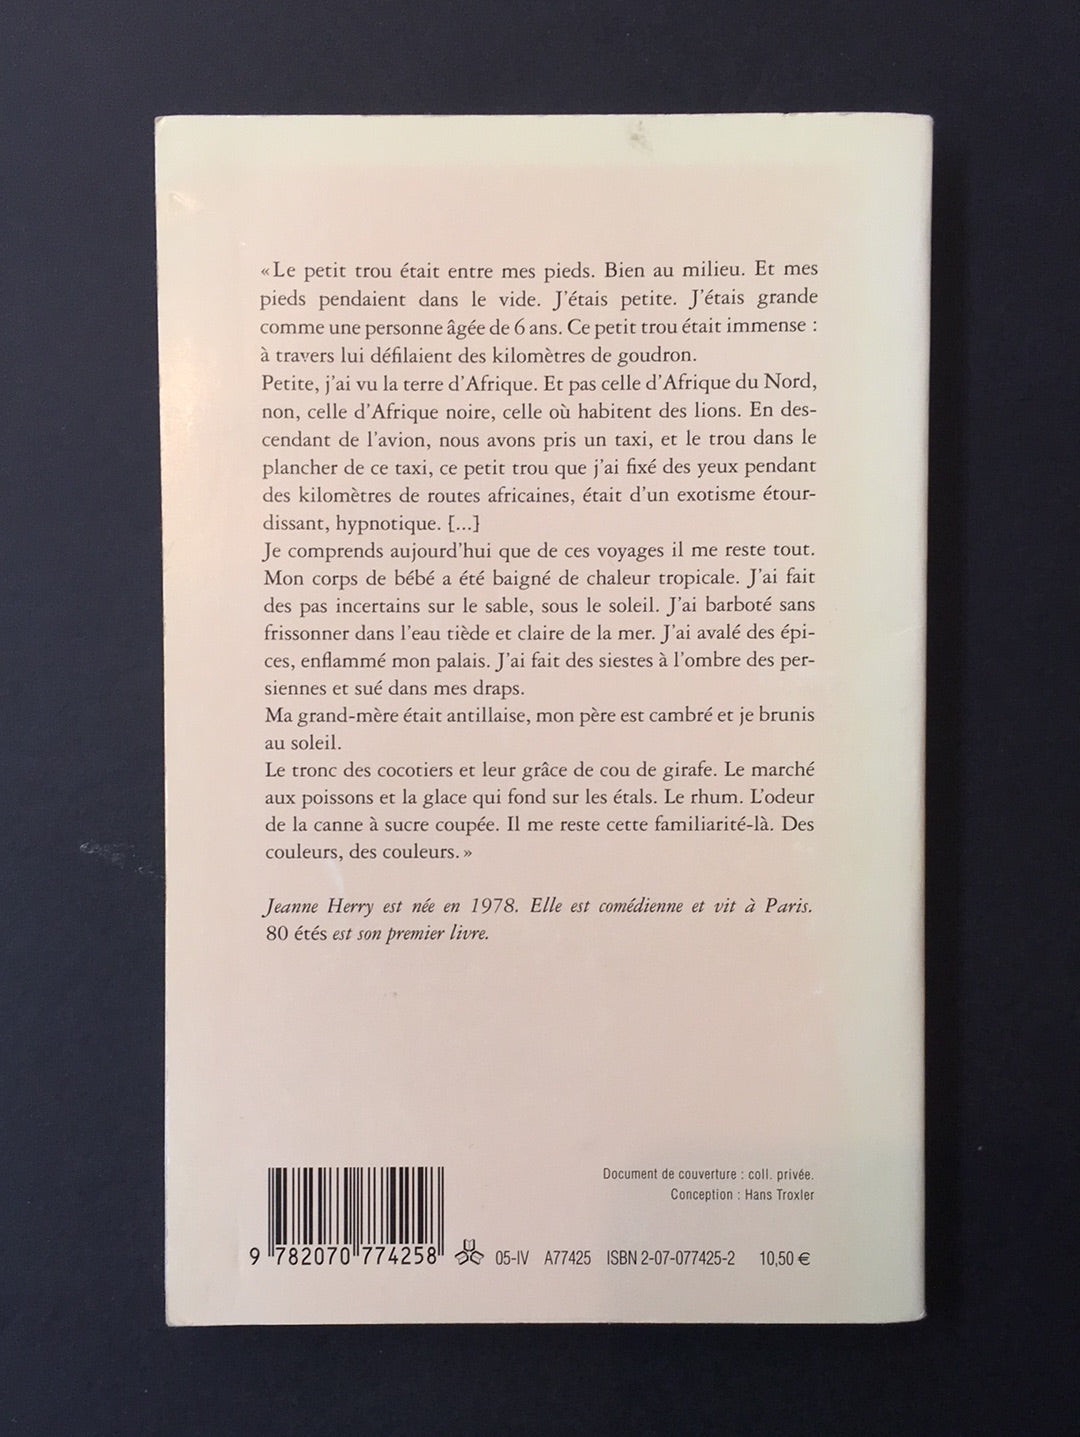 « Le petit trou était entre mes pieds. Bien au milieu. Et mes
pieds pendaient dans le vide. J'étais petite. J'étais grande
comme une personne âgée de 6 ans. Ce petit trou était immense :
à travers lui défilaient des kilomètres de goudron.
Petite, j'ai vu la terre d'Afrique. Et pas celle d'Afrique du Nord,
non, celle d'Afrique noire, celle où habitent des lions. En des-
cendant de l'avion, nous avons pris un taxi, et le trou dans le
plancher de ce taxi, ce petit trou que j'ai fixé des yeux pendant
des kilomètres de routes africaines, était d'un exotisme étour-
dissant, hypnotique. [...]
Je comprends aujourd'hui que de ces voyages il me reste tout.
Mon corps de bébé a été baigné de chaleur tropicale. J'ai fait
des pas incertains sur le sable, sous le soleil. J'ai barboté sans
frissonner dans l'eau tiède et claire de la mer. J'ai avalé des épi-
ces, enflammé mon palais. J'ai fait des siestes à l'ombre des per-
siennes et sué dans mes draps.
Ma grand-mère était antillaise, mon père est cambré et je brunis
au soleil.
Le tronc des cocotiers et leur grâce de cou de girafe. Le marché
aux poissons et la glace qui fond sur les étals. Le rhum. L'odeur
de la canne à sucre coupée. Il me reste cette familiarité-là. Des
couleurs, des couleurs. »
Jeanne Herry est née en 1978. Elle est comédienne et vit à Paris.
80 étés est son premier livre.
Document de couverture : coll. privée.
Conception : Hans Troxler
9 782070 774258 05-IV A77425 ISBN 2-07-077425-2 10,50 €